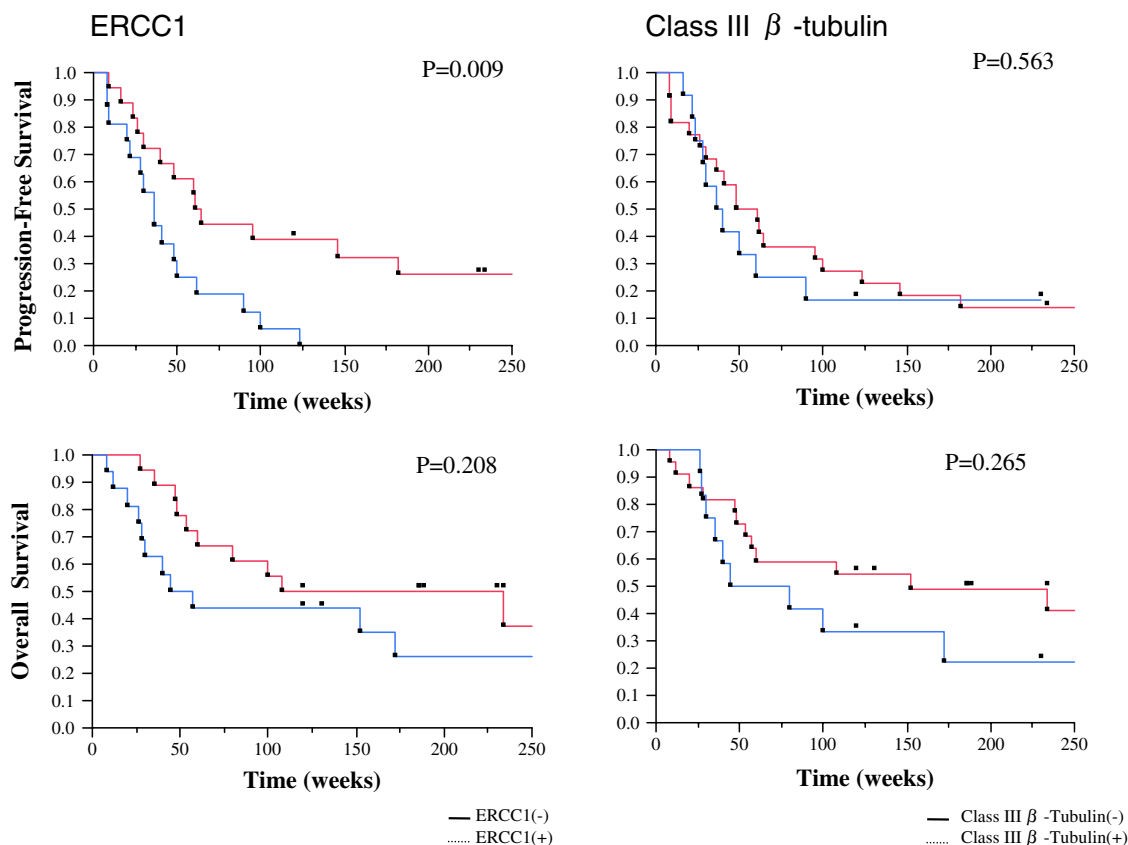 ERCC1
Class III β -tubulin
P=0.009
Progression-Free Survival
1.0
0.9
0.8
0.7
0.6
0.5
0.4
0.3
0.2
0.1
0.0
0 50 100 150 200 250
Time (weeks)
P=0.563
1.0
0.9
0.8
0.7
0.6
0.5
0.4
0.3
0.2
0.1
0.0
0 50 100 150 200 250
Time (weeks)
P=0.208
Overall Survival
1.0
0.9
0.8
0.7
0.6
0.5
0.4
0.3
0.2
0.1
0.0
0 50 100 150 200 250
Time (weeks)
ERCC1(-)
ERCC1(+)
P=0.265
1.0
0.9
0.8
0.7
0.6
0.5
0.4
0.3
0.2
0.1
0.0
0 50 100 150 200 250
Time (weeks)
Class III β -Tubulin(-)
Class III β -Tubulin(+)